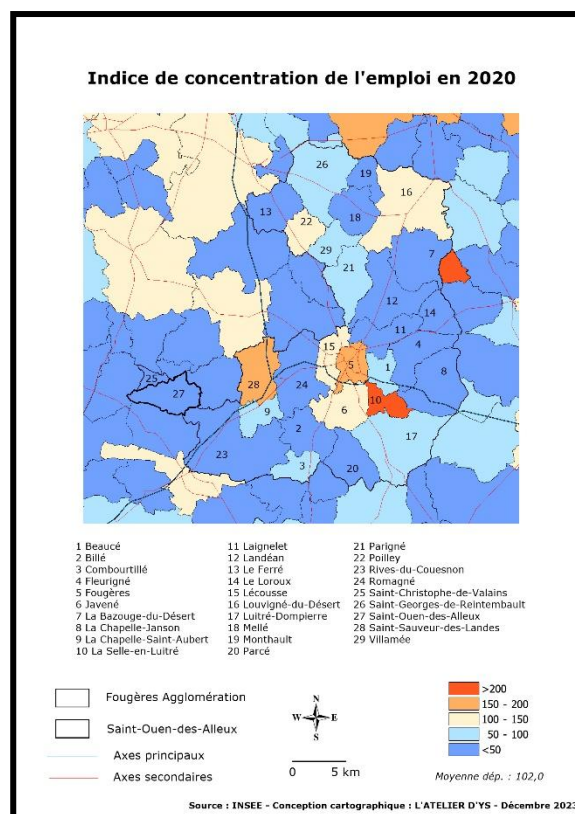 Indice de concentration de l'emploi en 2020
26
19
16
13
18
22
29
7
21
12
14
11
15
4
5
1
8
25
28
24
27
10
6
9
2
17
23
3
20
1 Beaucé
2 Billé
3 Combourtillé
4 Fleurigné
5 Fougères
6 Javené
7 La Bazouge-du-Désert
8 La Chapelle-Janson
9 La Chapelle-Saint-Aubert
10 La Selle-en-Luitré
11 Laignelet
12 Landéan
13 Le Ferré
14 Le Loroux
15 Lécousse
16 Louvigné-du-Désert
17 Luitré-Dompierre
18 Mellé
19 Monthault
20 Parcé
21 Parigné
22 Poilley
23 Rives-du-Couesnon
24 Romagné
25 Saint-Christophe-de-Valains
26 Saint-Georges-de-Reintembault
27 Saint-Ouen-des-Alleux
28 Saint-Sauveur-des-Landes
29 Villamée
Fougères Agglomération
Saint-Ouen-des-Alleux
Axes principaux
Axes secondaires
N
W E
S
0 5 km
>200
150 - 200
100 - 150
50 - 100
<50
Moyenne dép. : 102,0
Source : INSEE - Conception cartographique : L'ATELIER D'YS - Décembre 2023